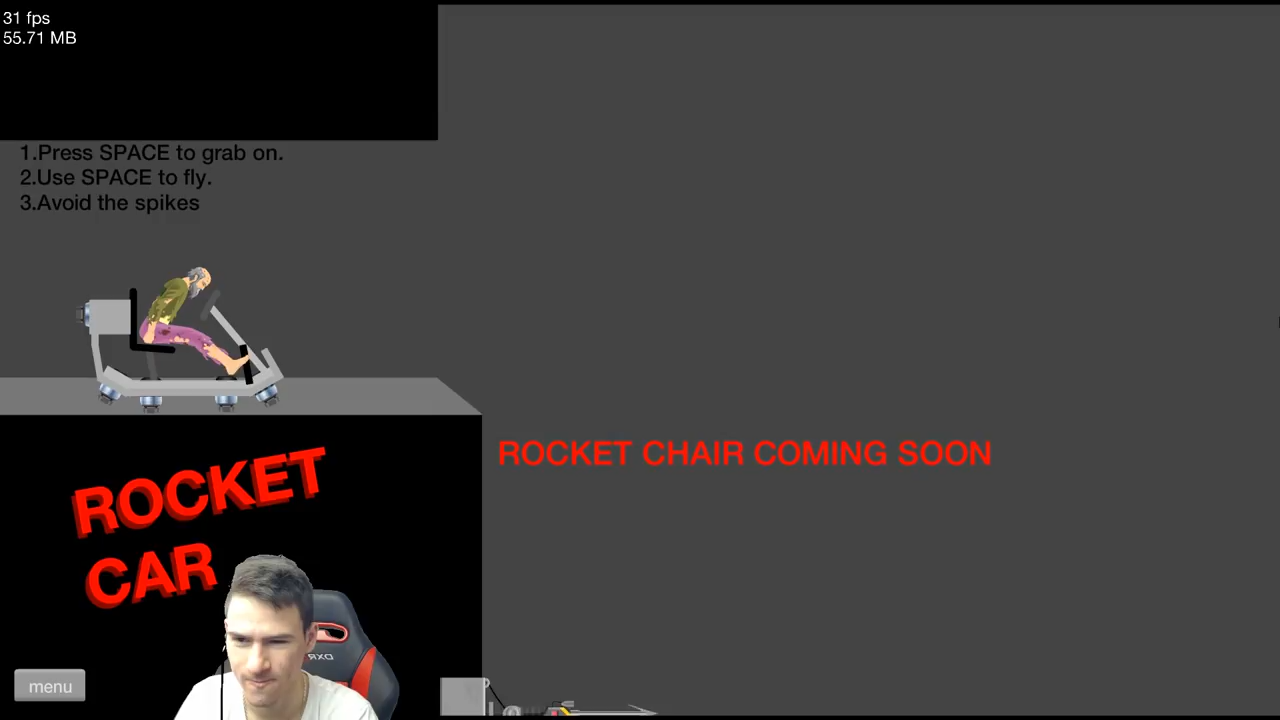 31 fps
55.71 MB
1.Press SPACE to grab on.
2.Use SPACE to fly.
3.Avoid the spikes
ROCKET CHAIR COMING SOON
ROCKET
CAR
DXR
menu